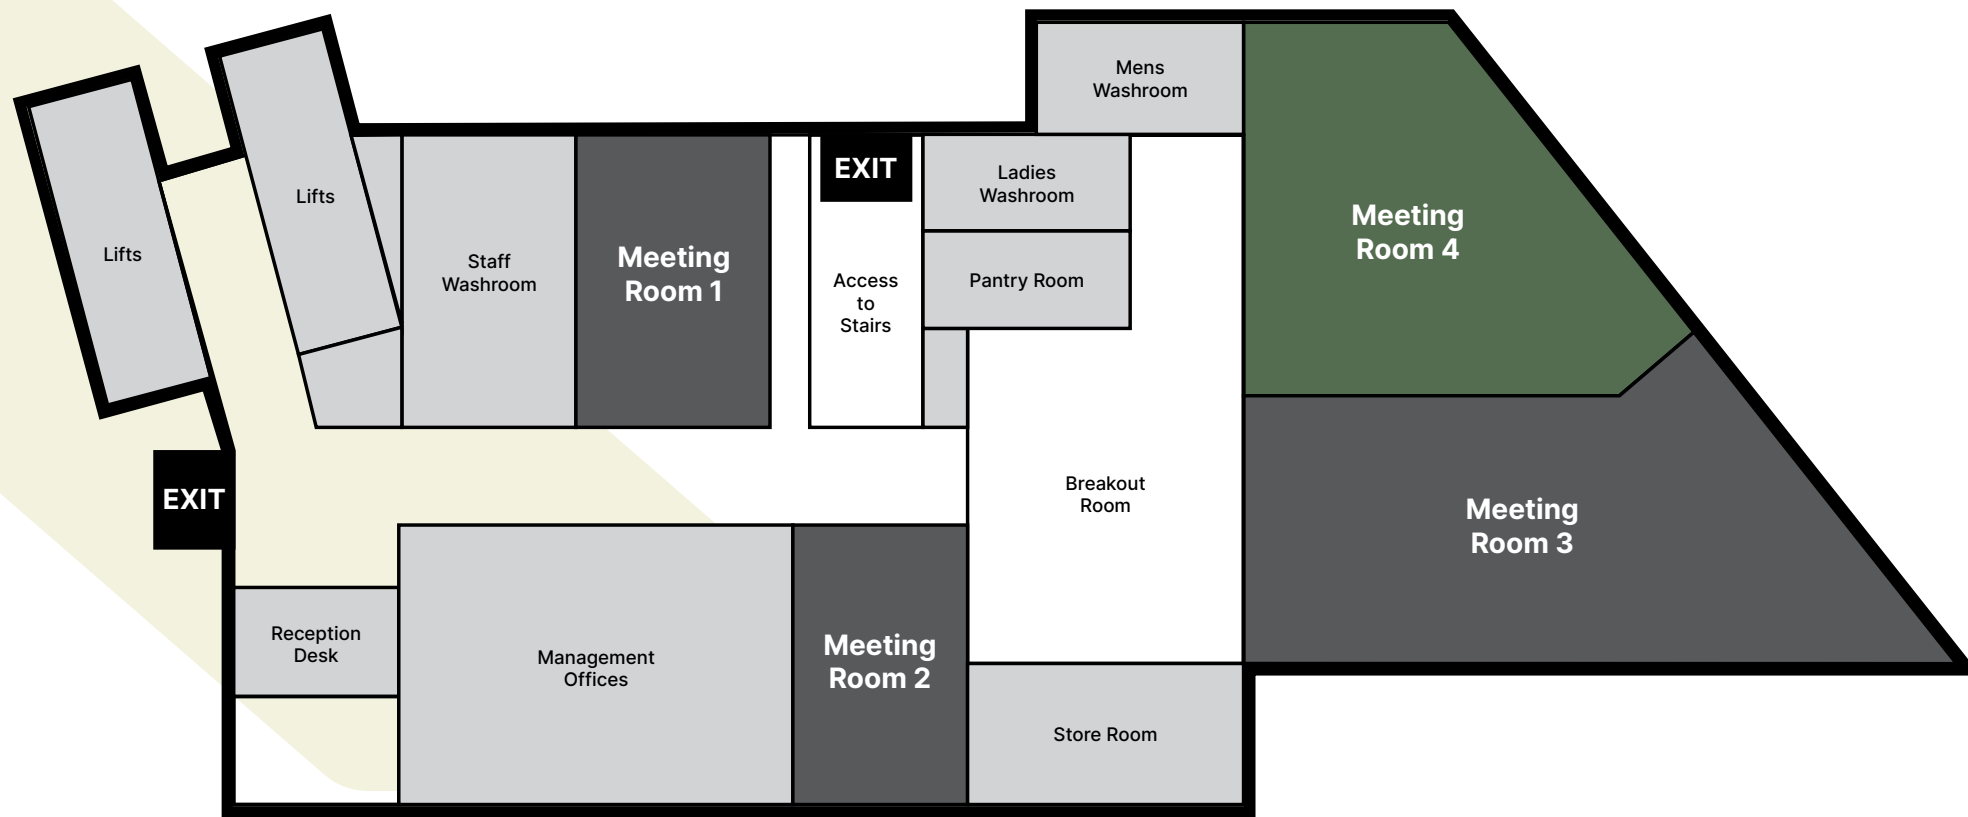 Mens
Washroom
EXIT
Ladies
Washroom
Lifts
Meeting
Room 4
Lifts
Staff
Washroom
Meeting
Room 1
Access
to
Stairs
Pantry Room
EXIT
Breakout
Room
Meeting
Room 3
Reception
Desk
Management
Offices
Meeting
Room 2
Store Room